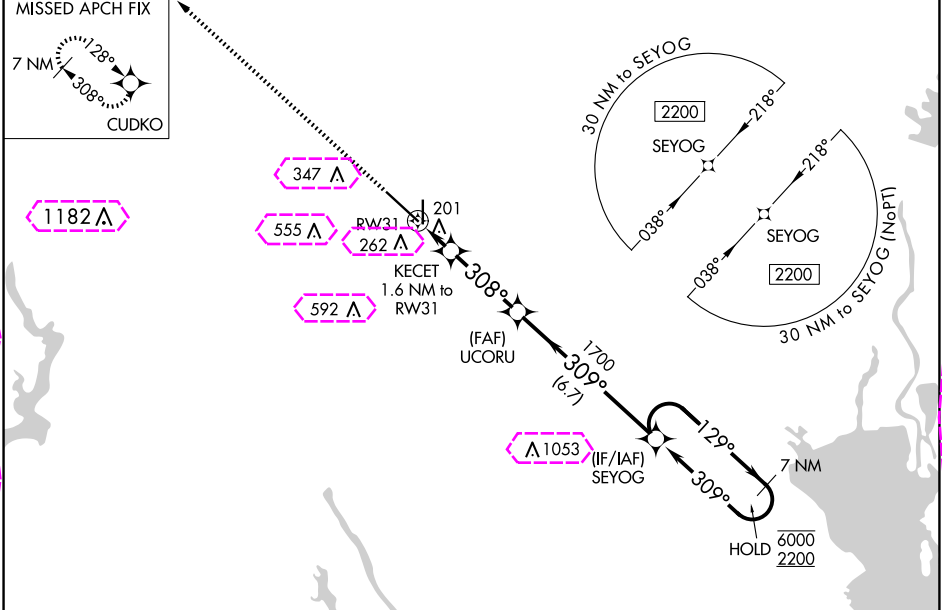 MISSED APCH FIX
7 NM
128°
308°
CUDKO
30 NM to SEYOG
2200
SEYOG
218°
038°
218°
SEYOG
038°
2200
30 NM to SEYOG (NoPT)
347
1182
555
RW31
201
262
KECET
1.6 NM to
RW31
308°
592
(FAF)
UCORU
1700
309°
(6.7)
1053
(IF/IAF)
SEYOG
129°
7 NM
309°
HOLD
6000
2200